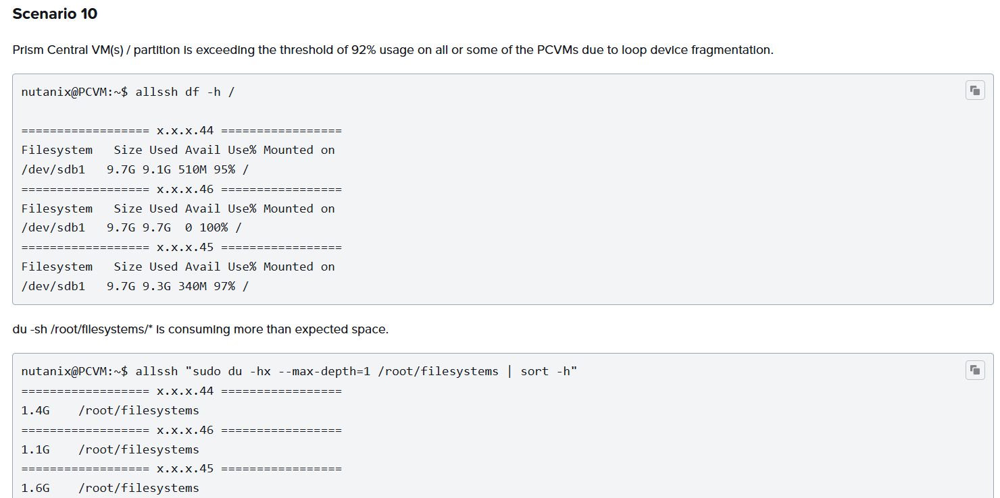 Scenario 10
Prism Central VM(s) / partition is exceeding the threshold of 92% usage on all or some of the PCVMs due to loop device fragmentation.
nutanix@PCVM:~$ allssh df -h /
================== x.x.x.44 =================
Filesystem   Size Used Avail Use% Mounted on
/dev/sdb1   9.7G 9.1G 510M 95% /
================== x.x.x.46 =================
Filesystem   Size Used Avail Use% Mounted on
/dev/sdb1   9.7G 9.7G  0 100% /
================== x.x.x.45 =================
Filesystem   Size Used Avail Use% Mounted on
/dev/sdb1   9.7G 9.3G 340M 97% /
du -sh /root/filesystems/* is consuming more than expected space.
nutanix@PCVM:~$ allssh "sudo du -hx --max-depth=1 /root/filesystems | sort -h"
================== x.x.x.44 =================
1.4G    /root/filesystems
================== x.x.x.46 =================
1.1G    /root/filesystems
================== x.x.x.45 =================
1.6G    /root/filesystems